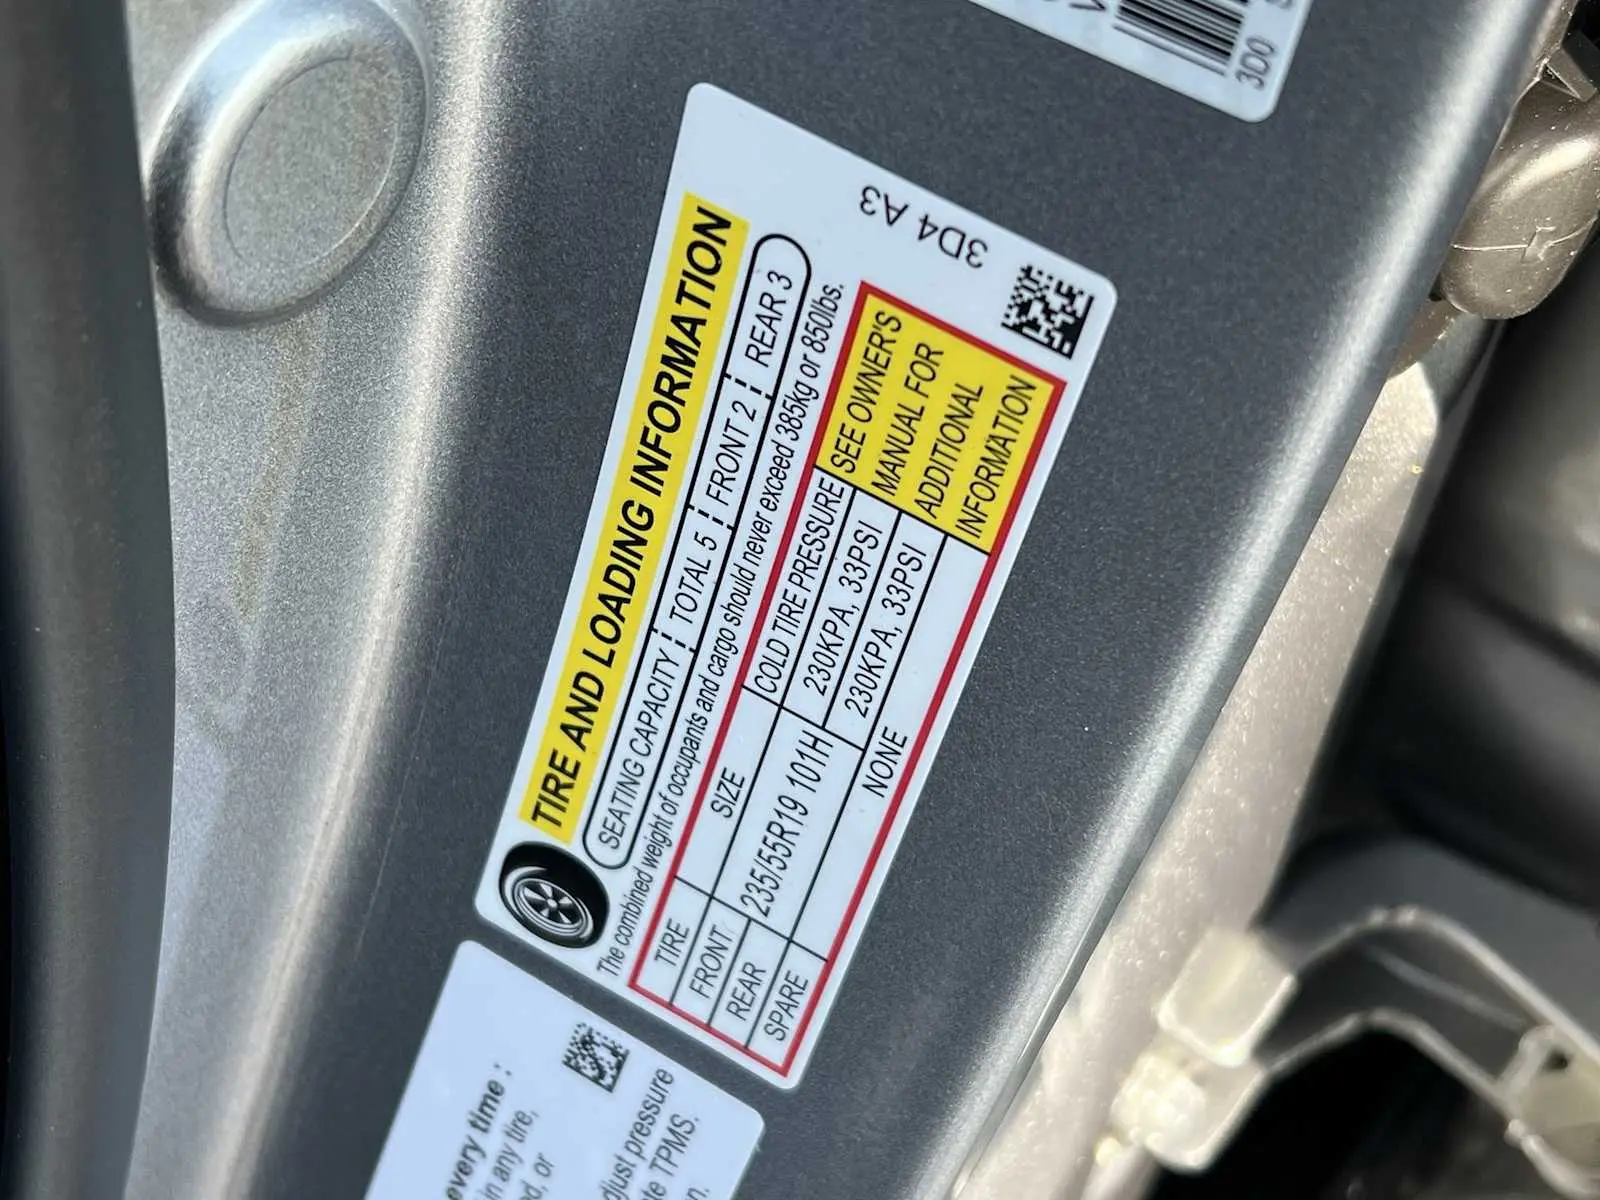 3D0
3D4 A3
TIRE AND LOADING INFORMATION
SEATING CAPACITY TOTAL 5 FRONT 2 REAR 3
The combined weight of occupants and cargo should never exceed 385kg or 850lbs.
TIRE SIZE COLD TIRE PRESSURE
FRONT 235/55R19 101H 230KPA, 33PSI
REAR 230KPA, 33PSI
SPARE NONE
SEE OWNER'S
MANUAL FOR
ADDITIONAL
INFORMATION
every time :
in any tire,
or
adjust pressure
TPMS.